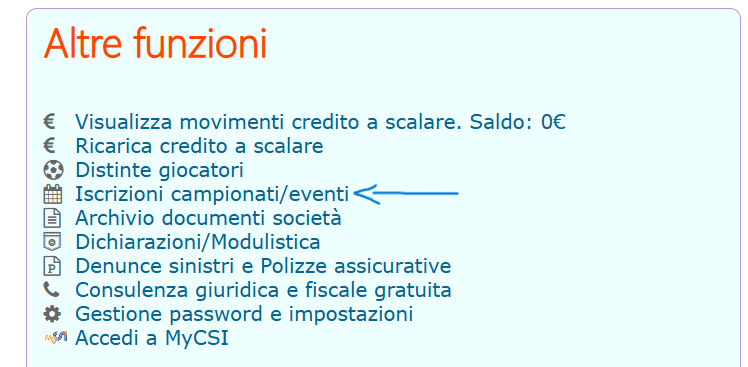 Altre funzioni
Visualizza movimenti credito a scalare. Saldo: 0€
Ricarica credito a scalare
Distinte giocatori
Iscrizioni campionati/eventi
Archivio documenti società
Dichiarazioni/Modulistica
Denunce sinistri e Polizze assicurative
Consulenza giuridica e fiscale gratuita
Gestione password e impostazioni
Accedi a MyCSI